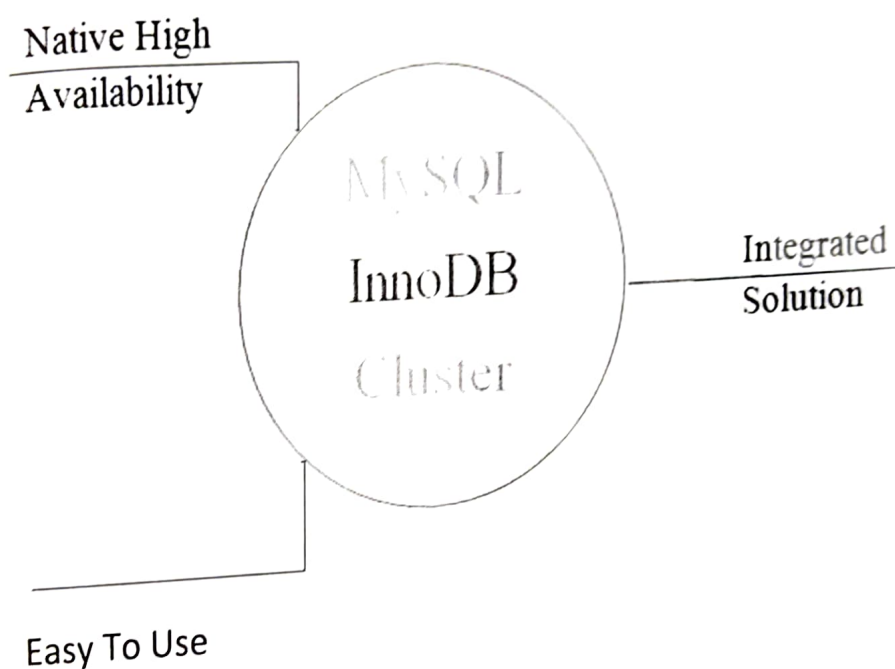 Native High
Availability
MySQL
InnoDB
Cluster
Integrated
Solution
Easy To Use